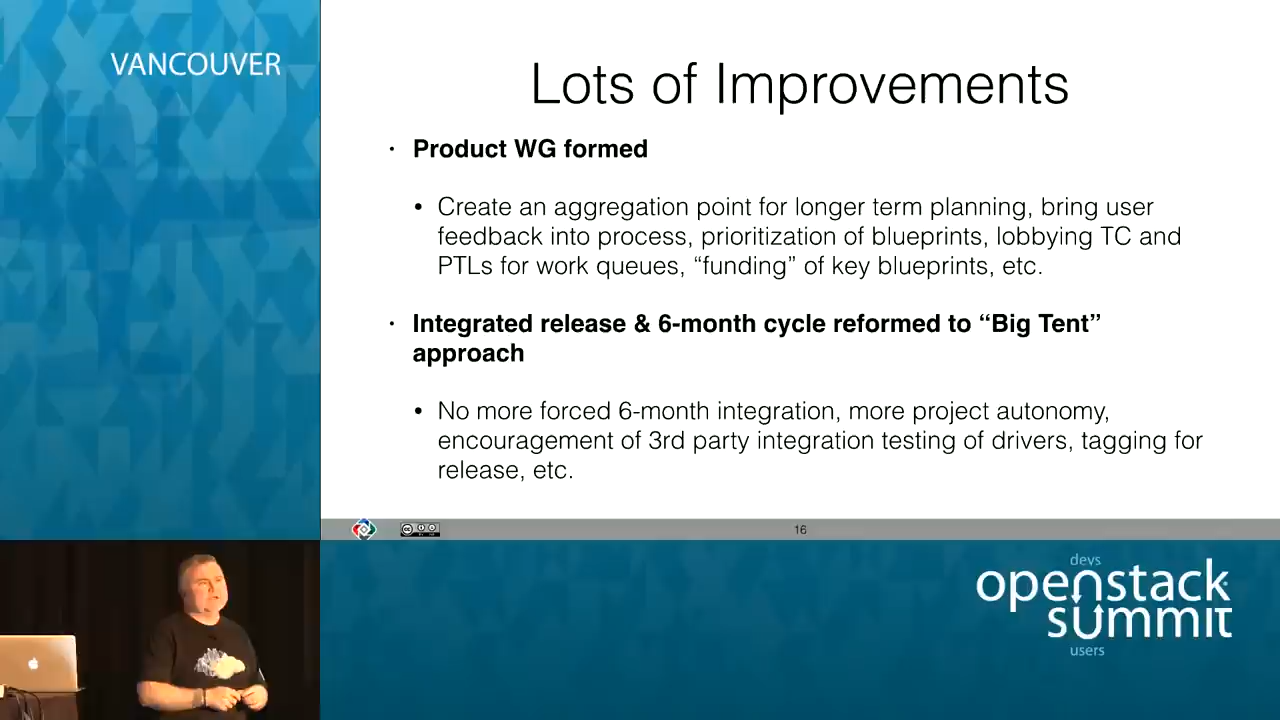 VANCOUVER
Lots of Improvements
• Product WG formed
• Create an aggregation point for longer term planning, bring user
feedback into process, prioritization of blueprints, lobbying TC and
PTLs for work queues, “funding” of key blueprints, etc.
• Integrated release & 6-month cycle reformed to “Big Tent”
approach
• No more forced 6-month integration, more project autonomy,
encouragement of 3rd party integration testing of drivers, tagging for
release, etc.
16
devs
openstack
summit
users